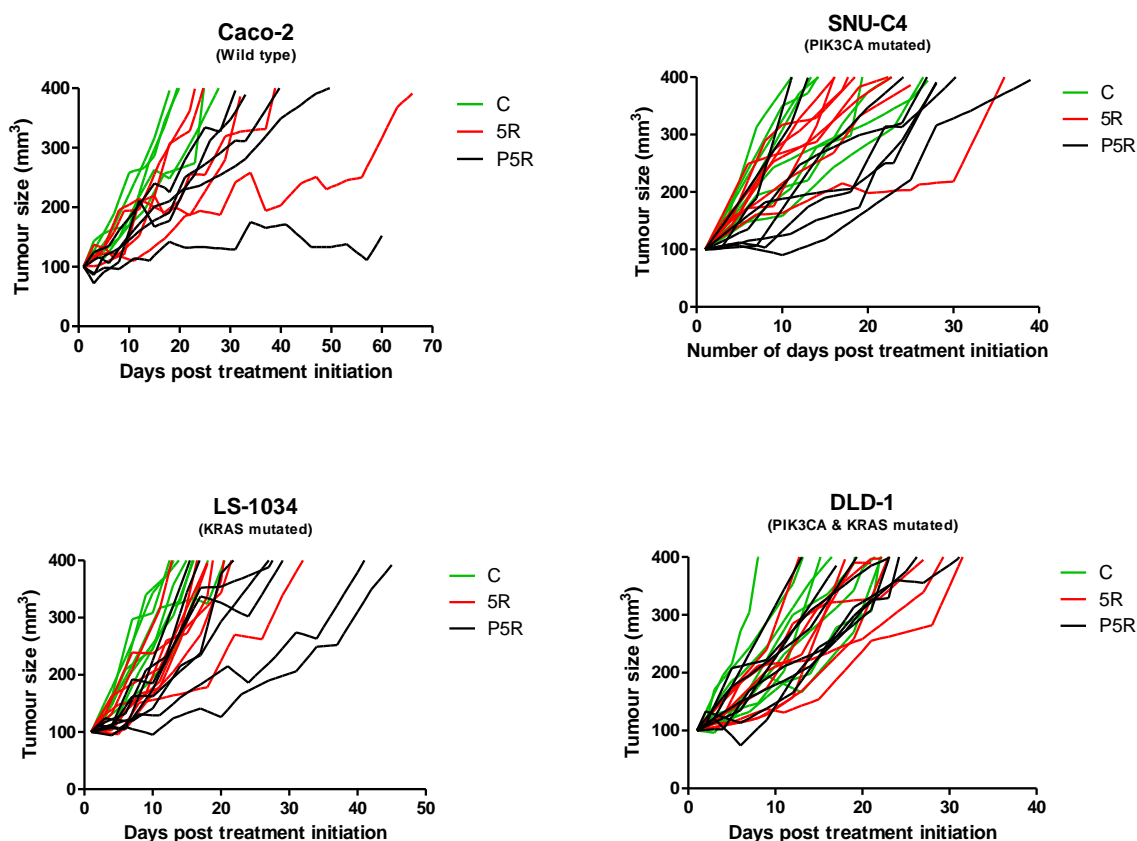 Caco-2
(Wild type)
Tumour size (mm3)
400
300
200
100
0
0 10 20 30 40 50 60 70
Days post treatment initiation
C
5R
P5R
SNU-C4
(PIK3CA mutated)
Tumour size (mm3)
400
300
200
100
0
0 10 20 30 40
Number of days post treatment initiation
C
5R
P5R
LS-1034
(KRAS mutated)
Tumour size (mm3)
400
300
200
100
0
0 10 20 30 40 50
Days post treatment initiation
C
5R
P5R
DLD-1
(PIK3CA & KRAS mutated)
Tumour size (mm3)
400
300
200
100
0
0 10 20 30 40
Days post treatment initiation
C
5R
P5R